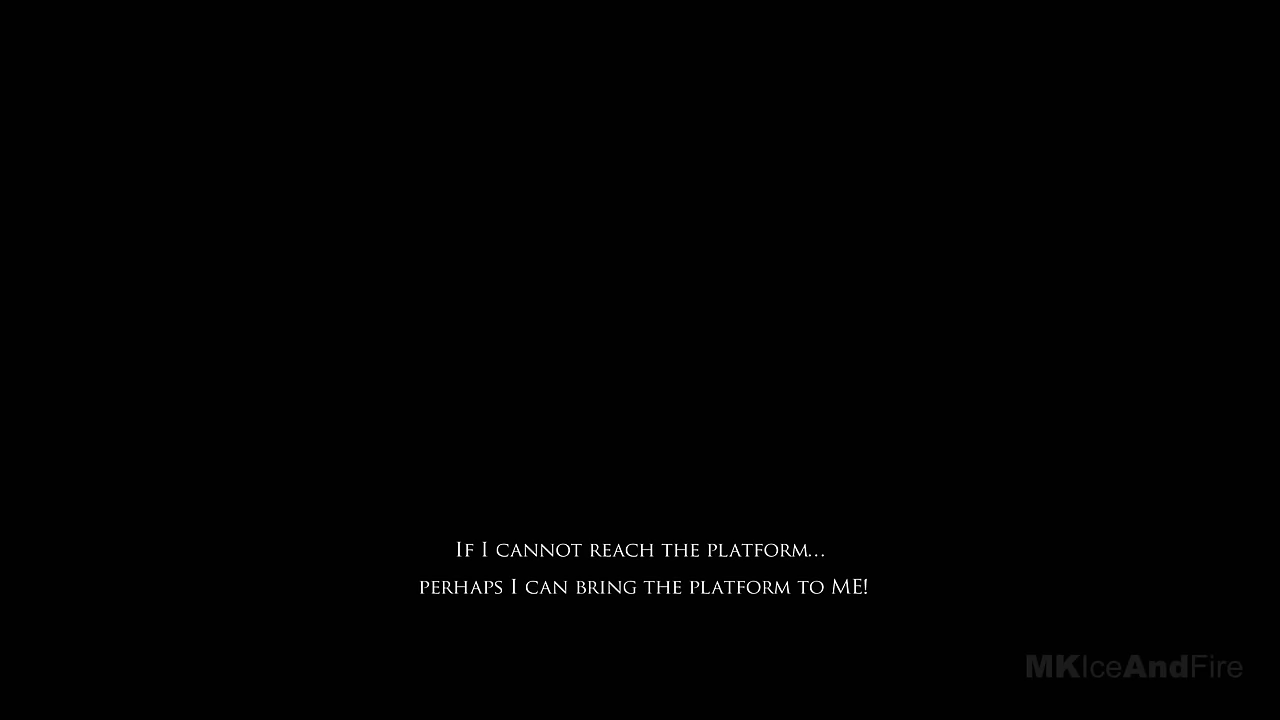 If I cannot reach the platform...
perhaps I can bring the platform to ME!
MKIceAndFire